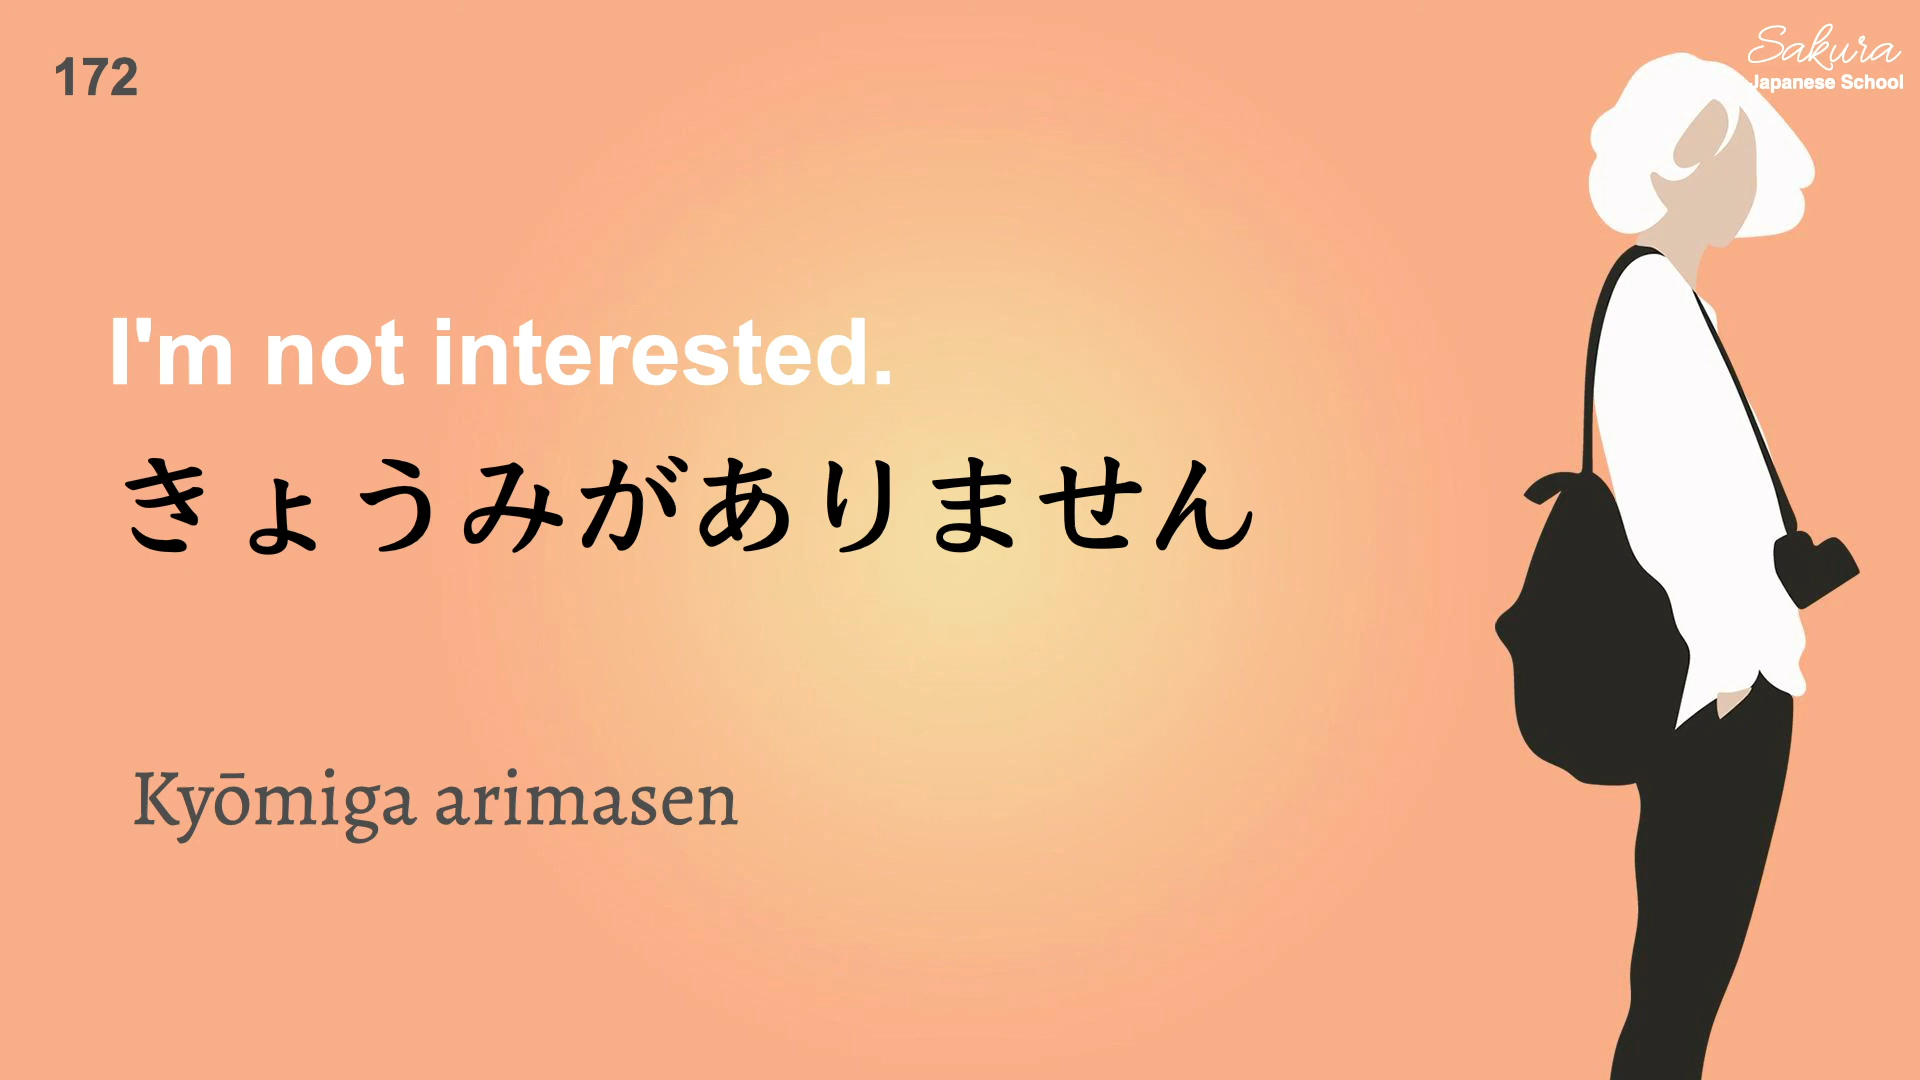 172
Sakura
Japanese School
I'm not interested.
きょうみがありません
Kyōmiga arimasen